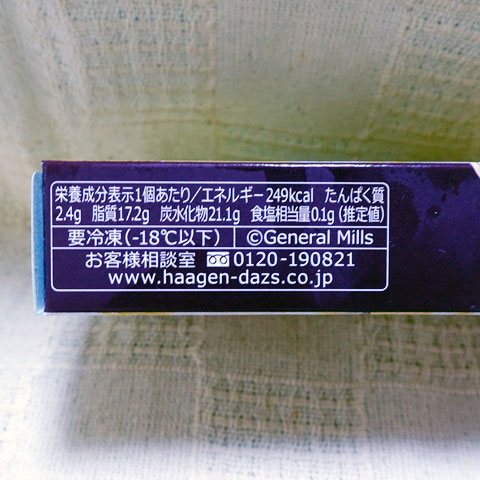 栄養成分表示1個あたり/エネルギー249kcal たんぱく質
2.4g 脂質17.2g 炭水化物21.1g 食塩相当量0.1g(推定値)
要冷凍(-18℃以下) ©General Mills
お客様相談室 0120-190821
www.haagen-dazs.co.jp